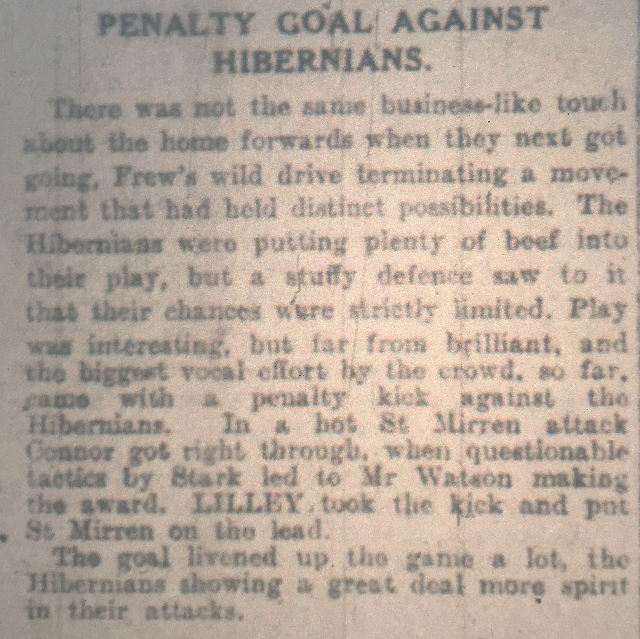 PENALTY GOAL AGAINST
HIBERNIANS.
There was not the same business-like touch
about the home forwards when they next got
going, Frew's wild drive terminating a move-
ment that had held distinct possibilities. The
Hibernians were putting plenty of beef into
their play, but a stuffy defence saw to it
that their chances were strictly limited. Play
was interesting, but far from brilliant, and
the biggest vocal effort by the crowd, so far,
came with a penalty kick against the
Hibernians. In a hot St Mirren attack
Connor got right through, when questionable
tactics by Stark led to Mr Watson making
the award. LILLEY took the kick and put
St Mirren on the lead.
The goal livened up the game a lot, the
Hibernians showing a great deal more spirit
in their attacks.